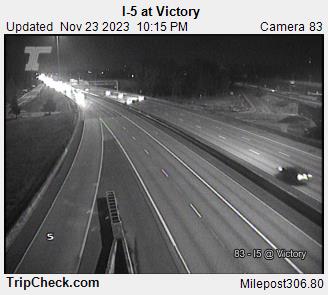 I-5 at Victory
Updated Nov 23 2023 10:15 PM Camera 83
T
S
83 - I5 @ Victory
TripCheck.com Milepost306.80